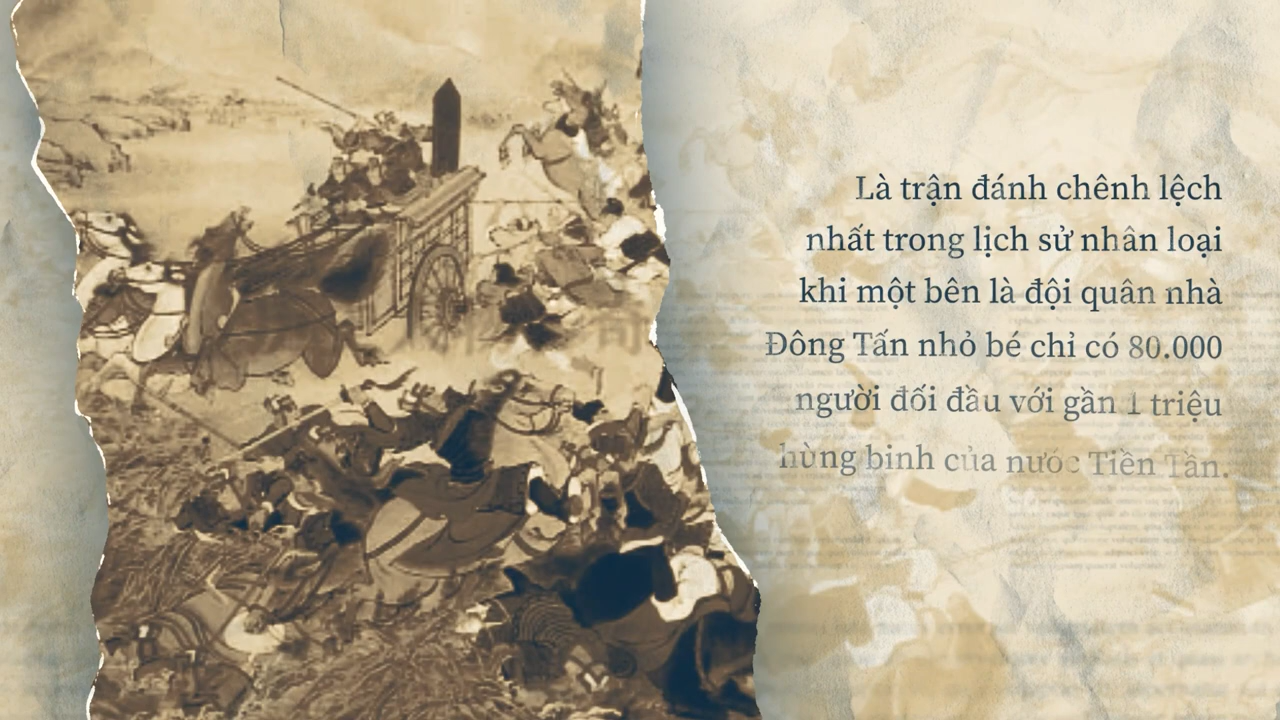 Là trận đánh chênh lệch
nhất trong lịch sử nhân loại
khi một bên là đội quân nhà
Đông Tấn nhỏ bé chỉ có 80.000
người đối đầu với gần 1 triệu
hùng binh của nước Tiền Tần.